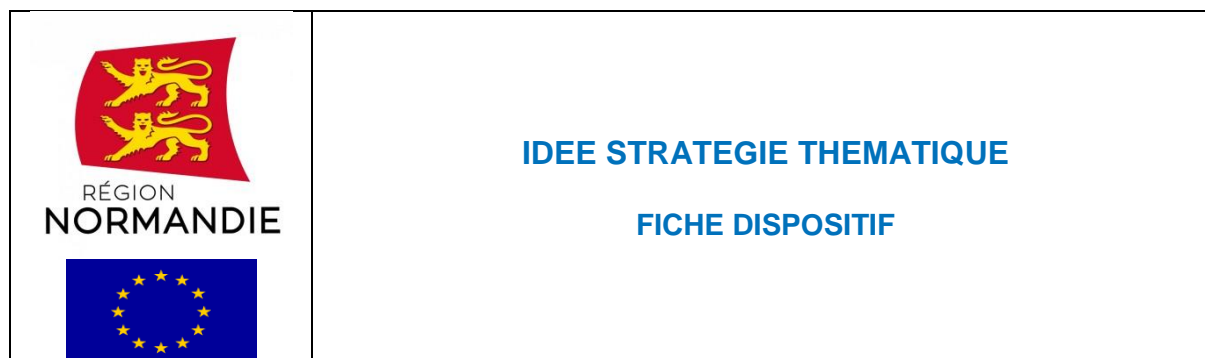 RÉGION
NORMANDIE
IDEE STRATEGIE THEMATIQUE
FICHE DISPOSITIF